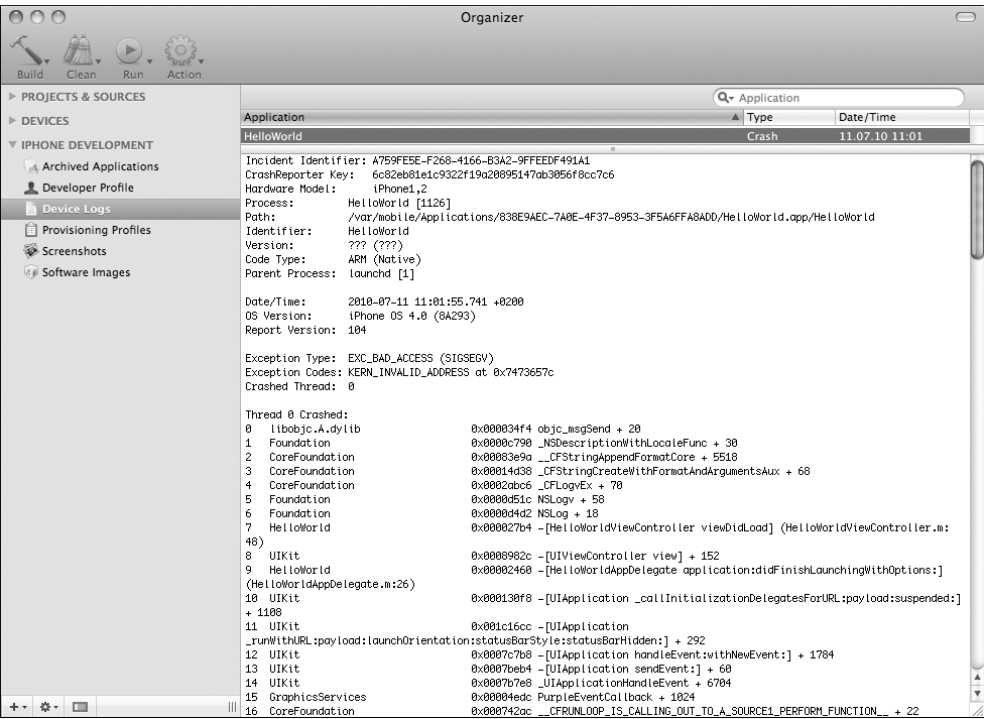 Organizer
Build Clean Run Action
PROJECTS & SOURCES
DEVICES
IPHONE DEVELOPMENT
Archived Applications
Developer Profile
Device Logs
Provisioning Profiles
Screenshots
Software Images
Application
Application Type Date/Time
HelloWorld Crash 11.07.10 11:01
Incident Identifier: A759FE5E-F268-4166-B3A2-9FFEEDF491A1
CrashReporter Key: 6c82eb81e1c9322f19a20895147ab3056f8cc7c6
Hardware Model: iPhone1,2
Process: HelloWorld [1126]
Path: /var/mobile/Applications/838E9AEC-7A0E-4F37-8953-3F5A6FFA8ADD/HelloWorld.app/HelloWorld
Identifier: HelloWorld
Version: ??? (???)
Code Type: ARM (Native)
Parent Process: launchd [1]
Date/Time: 2010-07-11 11:01:55.741 +0200
OS Version: iPhone OS 4.0 (8A293)
Report Version: 104
Exception Type: EXC_BAD_ACCESS (SIGSEGV)
Exception Codes: KERN_INVALID_ADDRESS at 0x7473657c
Crashed Thread: 0
Thread 0 Crashed:
0 libobjc.A.dylib 0x000034f4 objc_msgSend + 20
1 Foundation 0x0000c790 _NSDescriptionWithLocaleFunc + 30
2 CoreFoundation 0x00083e9a __CFStringAppendFormatCore + 5518
3 CoreFoundation 0x00014d38 _CFStringCreateWithFormatAndArgumentsAux + 68
4 CoreFoundation 0x0002abc6 _CFLogvEx + 70
5 Foundation 0x0000d51c NSLogv + 58
6 Foundation 0x0000d4d2 NSLog + 18
7 HelloWorld 0x000027b4 -[HelloWorldViewController viewDidLoad] (HelloWorldViewController.m:
48)
8 UIKit 0x0008982c -[UIViewController view] + 152
9 HelloWorld 0x00002460 -[HelloWorldAppDelegate application:didFinishLaunchingWithOptions:]
(HelloWorldAppDelegate.m:26)
10 UIKit 0x000130f8 -[UIApplication _callInitializationDelegatesForURL:payload:suspended:]
+ 1108
11 UIKit 0x001c16cc -[UIApplication
_runWithURL:payload:launchOrientation:statusBarStyle:statusBarHidden:] + 292
12 UIKit 0x0007c7b8 -[UIApplication handleEvent:withNewEvent:] + 1784
13 UIKit 0x0007beb4 -[UIApplication sendEvent:] + 60
14 UIKit 0x0007b7e8 _UIApplicationHandleEvent + 6704
15 GraphicsServices 0x00004edc PurpleEventCallback + 1024
16 CoreFoundation 0x000742ac __CFRUNLOOP_IS_CALLING_OUT_TO_A_SOURCE1_PERFORM_FUNCTION__ + 22